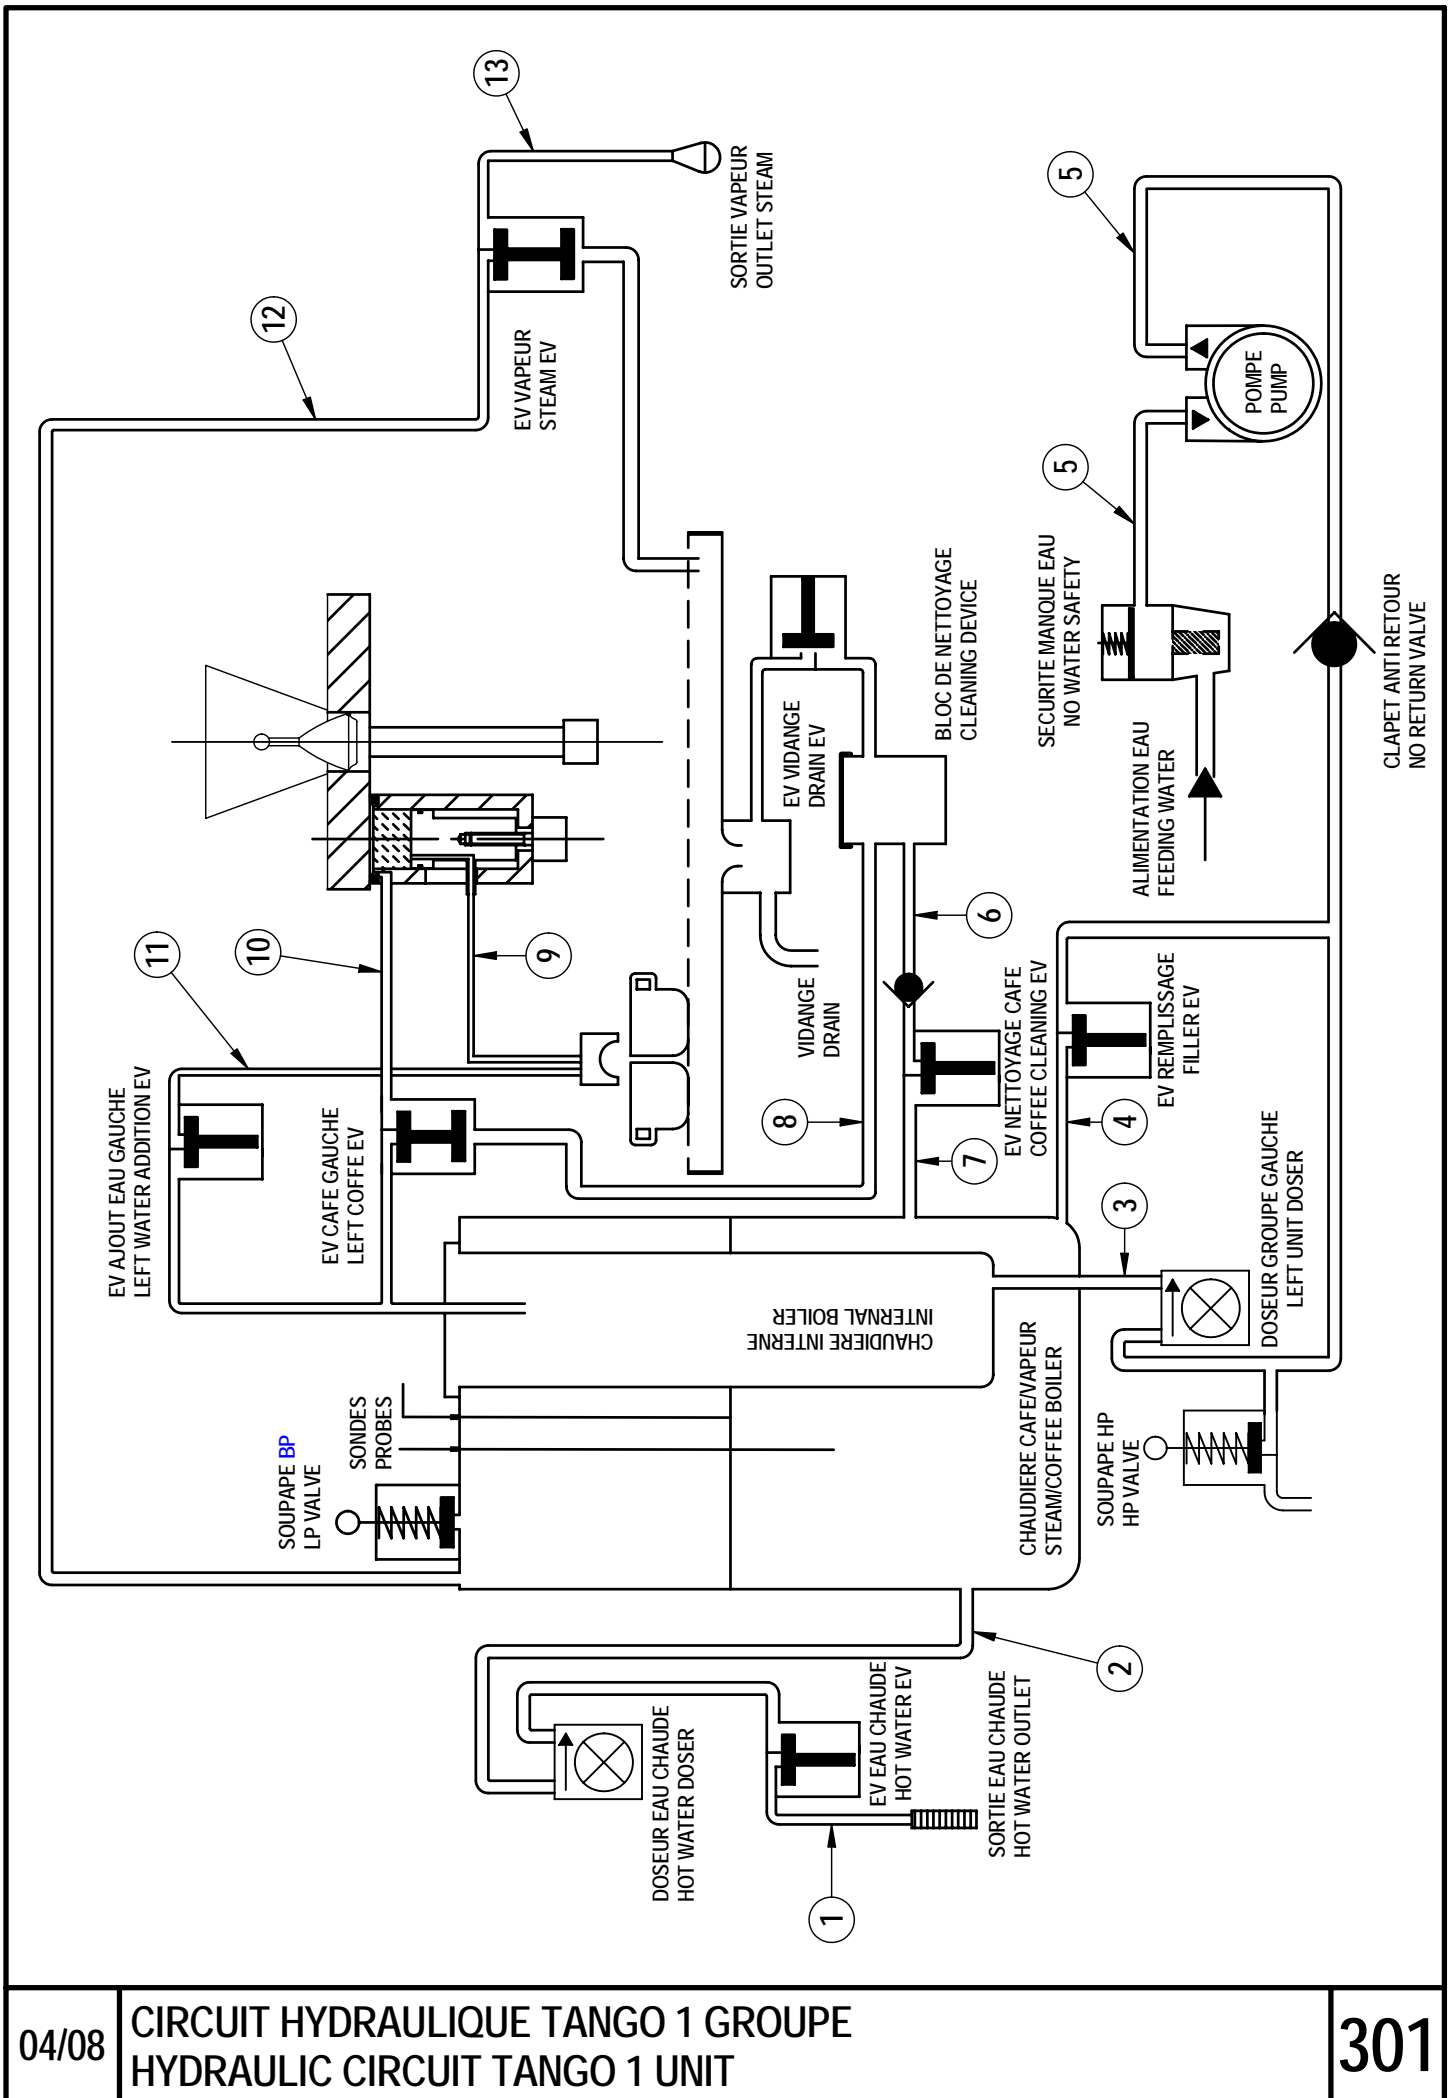 13
SORTIE VAPEUR
OUTLET STEAM
12
EV VAPEUR
STEAM EV
5
POMPE
PUMP
5
SECURITE MANQUE EAU
NO WATER SAFETY
ALIMENTATION EAU
FEEDING WATER
CLAPET ANTI RETOUR
NO RETURN VALVE
BLOC DE NETTOYAGE
CLEANING DEVICE
EV VIDANGE
DRAIN EV
VIDANGE
DRAIN
6
11
10
9
EV AJOUT EAU GAUCHE
LEFT WATER ADDITION EV
EV CAFE GAUCHE
LEFT COFFE EV
8
7
EV NETTOYAGE CAFE
COFFEE CLEANING EV
4
EV REMPLISSAGE
FILLER EV
3
DOSEUR GROUPE GAUCHE
LEFT UNIT DOSER
CHAUDIERE INTERNE
INTERNAL BOILER
CHAUDIERE CAFE/VAPEUR
STEAM/COFFEE BOILER
SONDES
PROBES
SOUPAPE BP
LP VALVE
SOUPAPE HP
HP VALVE
2
DOSEUR EAU CHAUDE
HOT WATER DOSER
EV EAU CHAUDE
HOT WATER EV
SORTIE EAU CHAUDE
HOT WATER OUTLET
1
04/08
CIRCUIT HYDRAULIQUE TANGO 1 GROUPE
HYDRAULIC CIRCUIT TANGO 1 UNIT
301